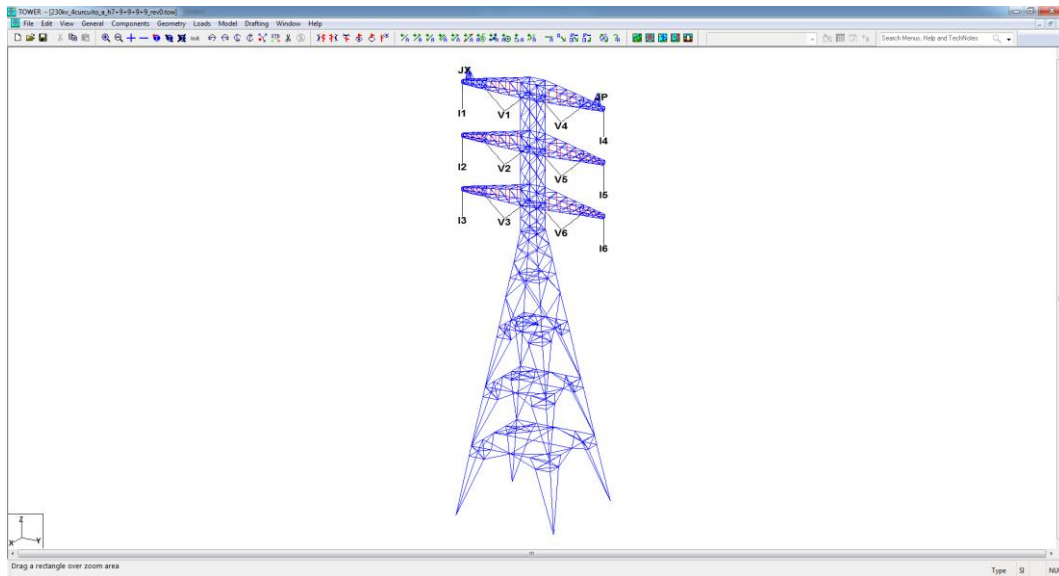 TOWER - [230kv_4curcuito_a_h7+9+9+9+9_rev0.tow]
File Edit View General Components Geometry Loads Model Drafting Window Help
Search Menus, Help and TechNotes
I1
V1
V4
I4
I2
V2
V5
I5
I3
V3
V6
I6
Z
X Y
Drag a rectangle over zoom area
Type SI NU